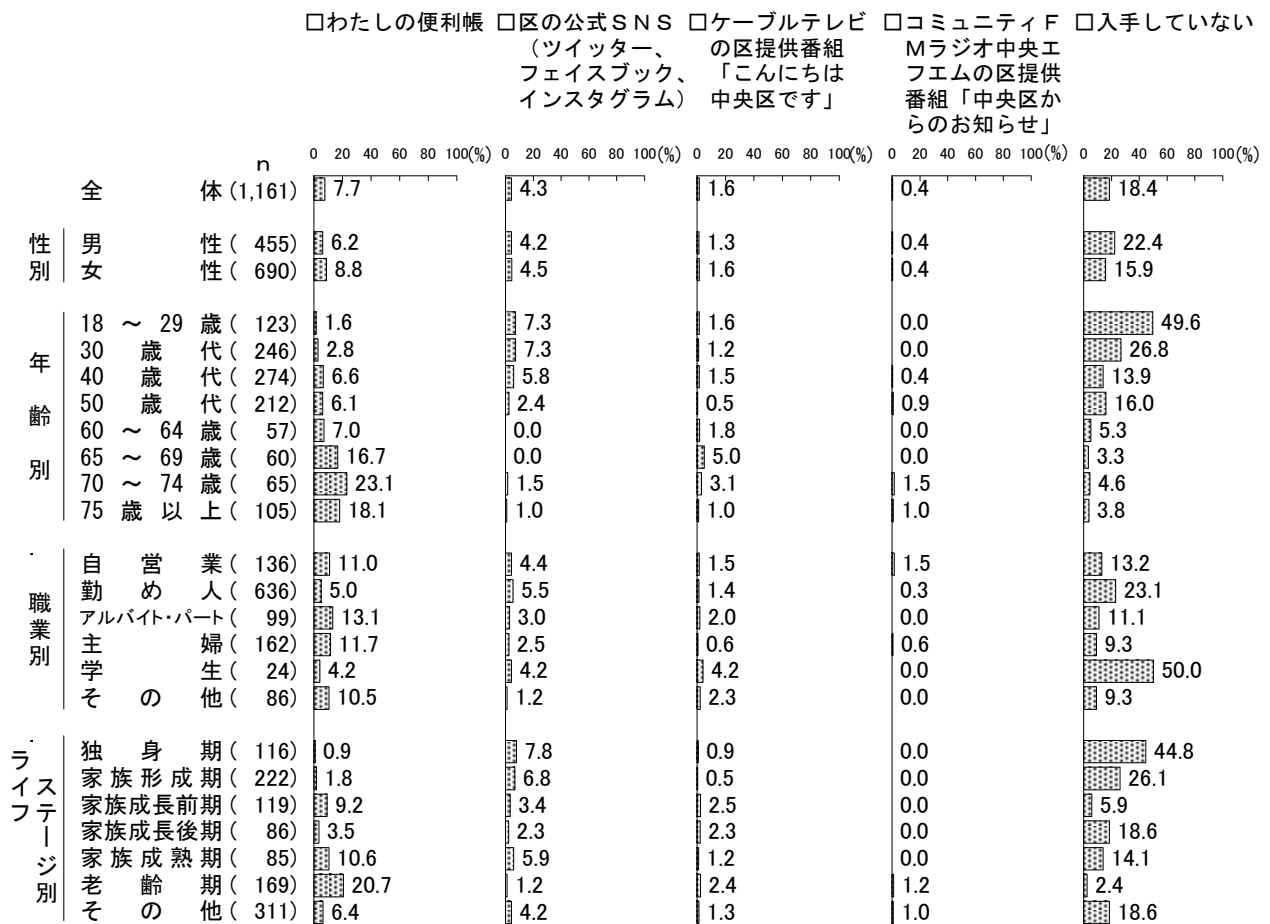 □わたしの便利帳 □区の公式ＳＮＳ（ツイッター、フェイスブック、インスタグラム） □ケーブルテレビの区提供番組「こんにちは中央区です」 □コミュニティＦＭラジオ中央エフエムの区提供番組「中央区からのお知らせ」 □入手していない
n 0 20 40 60 80 100(%) 0 20 40 60 80 100(%) 0 20 40 60 80 100(%) 0 20 40 60 80 100(%) 0 20 40 60 80 100(%)
全体(1,161) 7.7 4.3 1.6 0.4 18.4
性別
男性( 455) 6.2 4.2 1.3 0.4 22.4
女性( 690) 8.8 4.5 1.6 0.4 15.9
年齢別
18 ～ 29 歳( 123) 1.6 7.3 1.6 0.0 49.6
30 歳代( 246) 2.8 7.3 1.2 0.0 26.8
40 歳代( 274) 6.6 5.8 1.5 0.4 13.9
50 歳代( 212) 6.1 2.4 0.5 0.9 16.0
60 ～ 64 歳( 57) 7.0 0.0 1.8 0.0 5.3
65 ～ 69 歳( 60) 16.7 0.0 5.0 0.0 3.3
70 ～ 74 歳( 65) 23.1 1.5 3.1 1.5 4.6
75 歳以上( 105) 18.1 1.0 1.0 1.0 3.8
職業別
自営業( 136) 11.0 4.4 1.5 1.5 13.2
勤め人( 636) 5.0 5.5 1.4 0.3 23.1
アルバイト・パート( 99) 13.1 3.0 2.0 0.0 11.1
主婦( 162) 11.7 2.5 0.6 0.6 9.3
学生( 24) 4.2 4.2 4.2 0.0 50.0
その他( 86) 10.5 1.2 2.3 0.0 9.3
ライフステージ別
独身期( 116) 0.9 7.8 0.9 0.0 44.8
家族形成期( 222) 1.8 6.8 0.5 0.0 26.1
家族成長前期( 119) 9.2 3.4 2.5 0.0 5.9
家族成長後期( 86) 3.5 2.3 2.3 0.0 18.6
家族成熟期( 85) 10.6 5.9 1.2 0.0 14.1
老齢期( 169) 20.7 1.2 2.4 1.2 2.4
その他( 311) 6.4 4.2 1.3 1.0 18.6